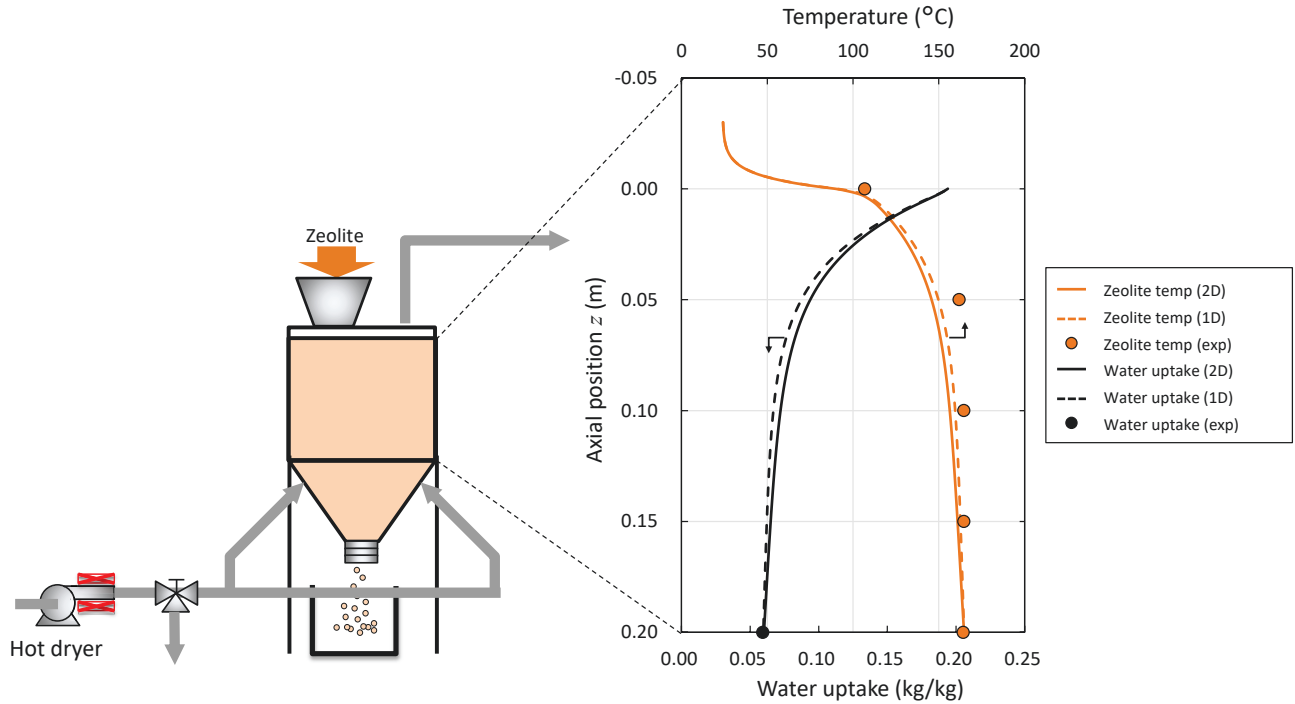 Temperature (°C)
0
50
100
150
200
-0.05
0.00
0.05
0.10
0.15
0.20
Axial position z (m)
0.00
0.05
0.10
0.15
0.20
0.25
Water uptake (kg/kg)
Zeolite
Hot dryer
Zeolite temp (2D)
Zeolite temp (1D)
Zeolite temp (exp)
Water uptake (2D)
Water uptake (1D)
Water uptake (exp)